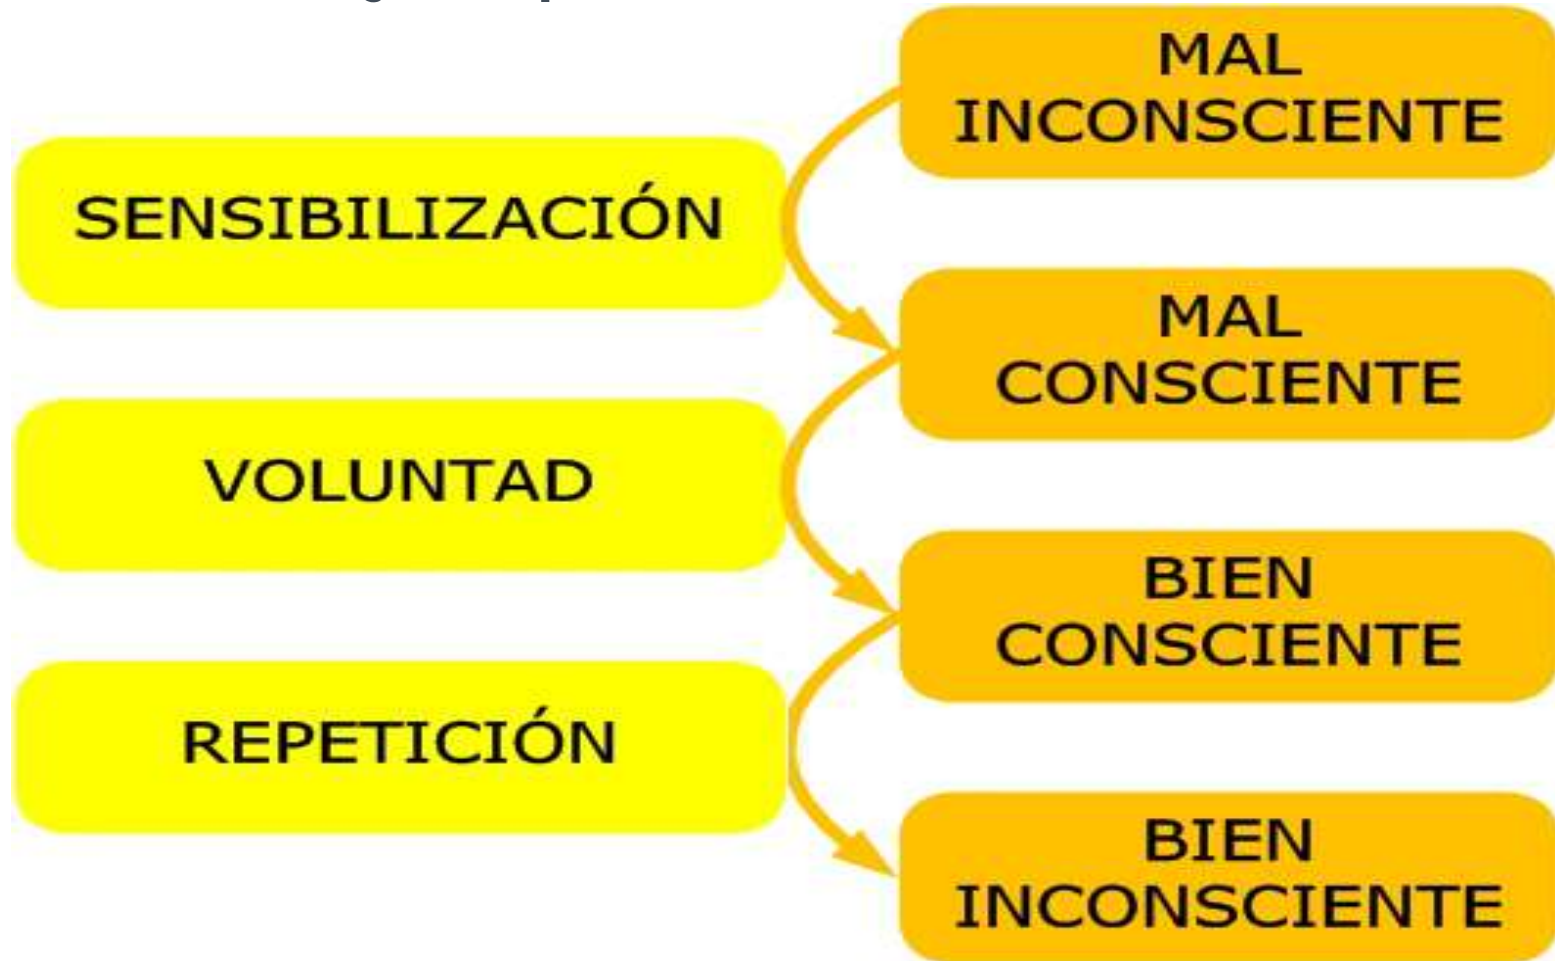 MAL
INCONSCIENTE
SENSIBILIZACIÓN
MAL
CONSCIENTE
VOLUNTAD
BIEN
CONSCIENTE
REPETICIÓN
BIEN
INCONSCIENTE